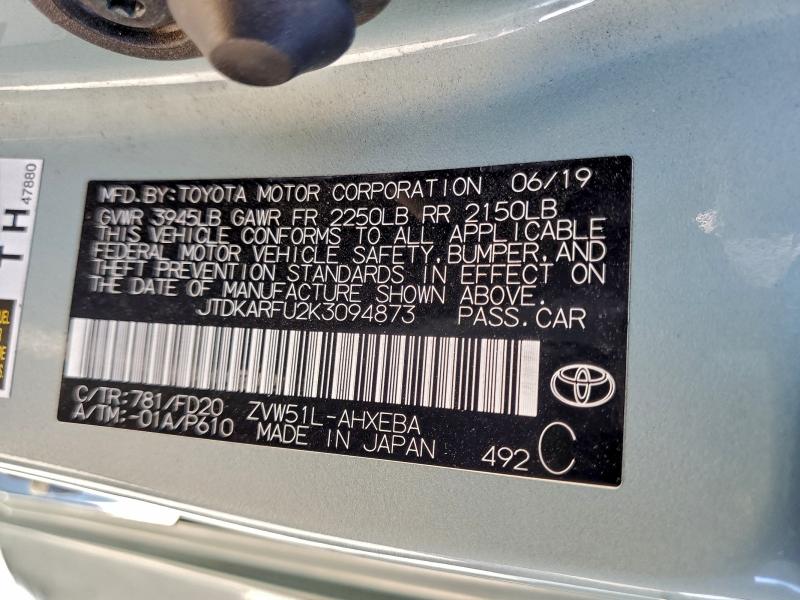 MFD.BY:TOYOTA MOTOR CORPORATION 06/19
GVWR 3945LB GAWR FR 2250LB RR 2150LB
THIS VEHICLE CONFORMS TO ALL APPLICABLE
FEDERAL MOTOR VEHICLE SAFETY,BUMPER,AND
THEFT PREVENTION STANDARDS IN EFFECT ON
THE DATE OF MANUFACTURE SHOWN ABOVE.
JTDKARFU2K3094873 PASS.CAR
C/TR:781/FD20 ZVW51L-AHXEBA
A/TM:-01A/P610 MADE IN JAPAN 492 C
TH
47880